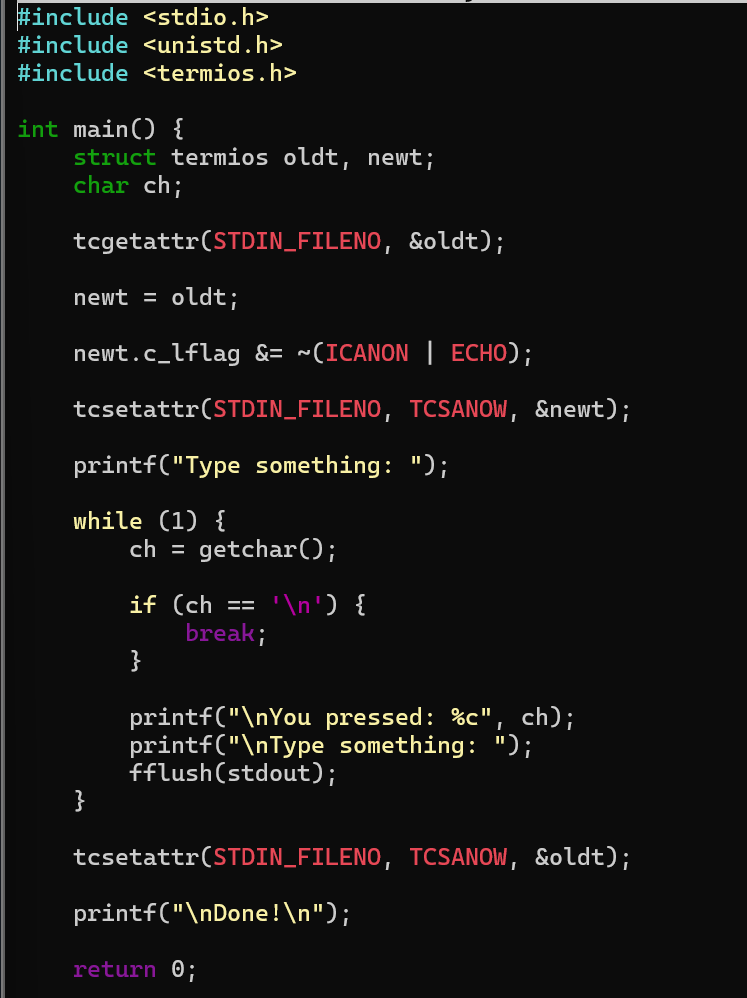 #include <stdio.h>
#include <unistd.h>
#include <termios.h>
int main() {
    struct termios oldt, newt;
    char ch;
    tcgetattr(STDIN_FILENO, &oldt);
    newt = oldt;
    newt.c_lflag &= ~(ICANON | ECHO);
    tcsetattr(STDIN_FILENO, TCSANOW, &newt);
    printf("Type something: ");
    while (1) {
        ch = getchar();
        if (ch == '\n') {
            break;
        }
        printf("\nYou pressed: %c", ch);
        printf("\nType something: ");
        fflush(stdout);
    }
    tcsetattr(STDIN_FILENO, TCSANOW, &oldt);
    printf("\nDone!\n");
    return 0;